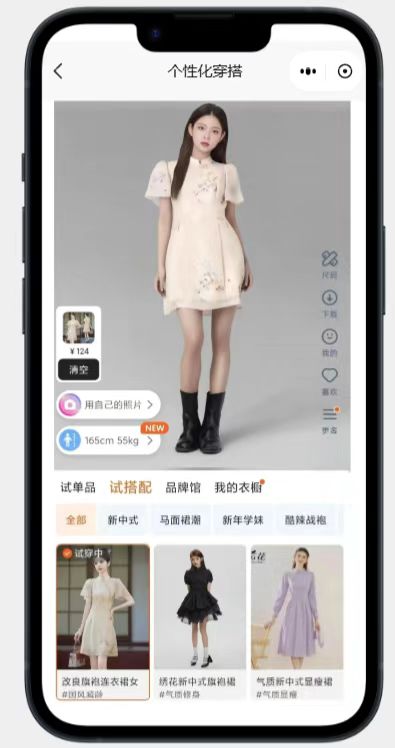 个性化穿搭
尺码
下载
我的
喜欢
更多
¥124
清空
用自己的照片
NEW
165cm 55kg
试单品 试搭配 品牌馆 我的衣橱
全部 新中式 马面裙潮 新年学妹 酷辣战袍
试穿中
改良旗袍连衣裙女 绣花新中式旗袍裙 气质新中式显瘦裙
#国风减龄 #气质修身 #气质显瘦